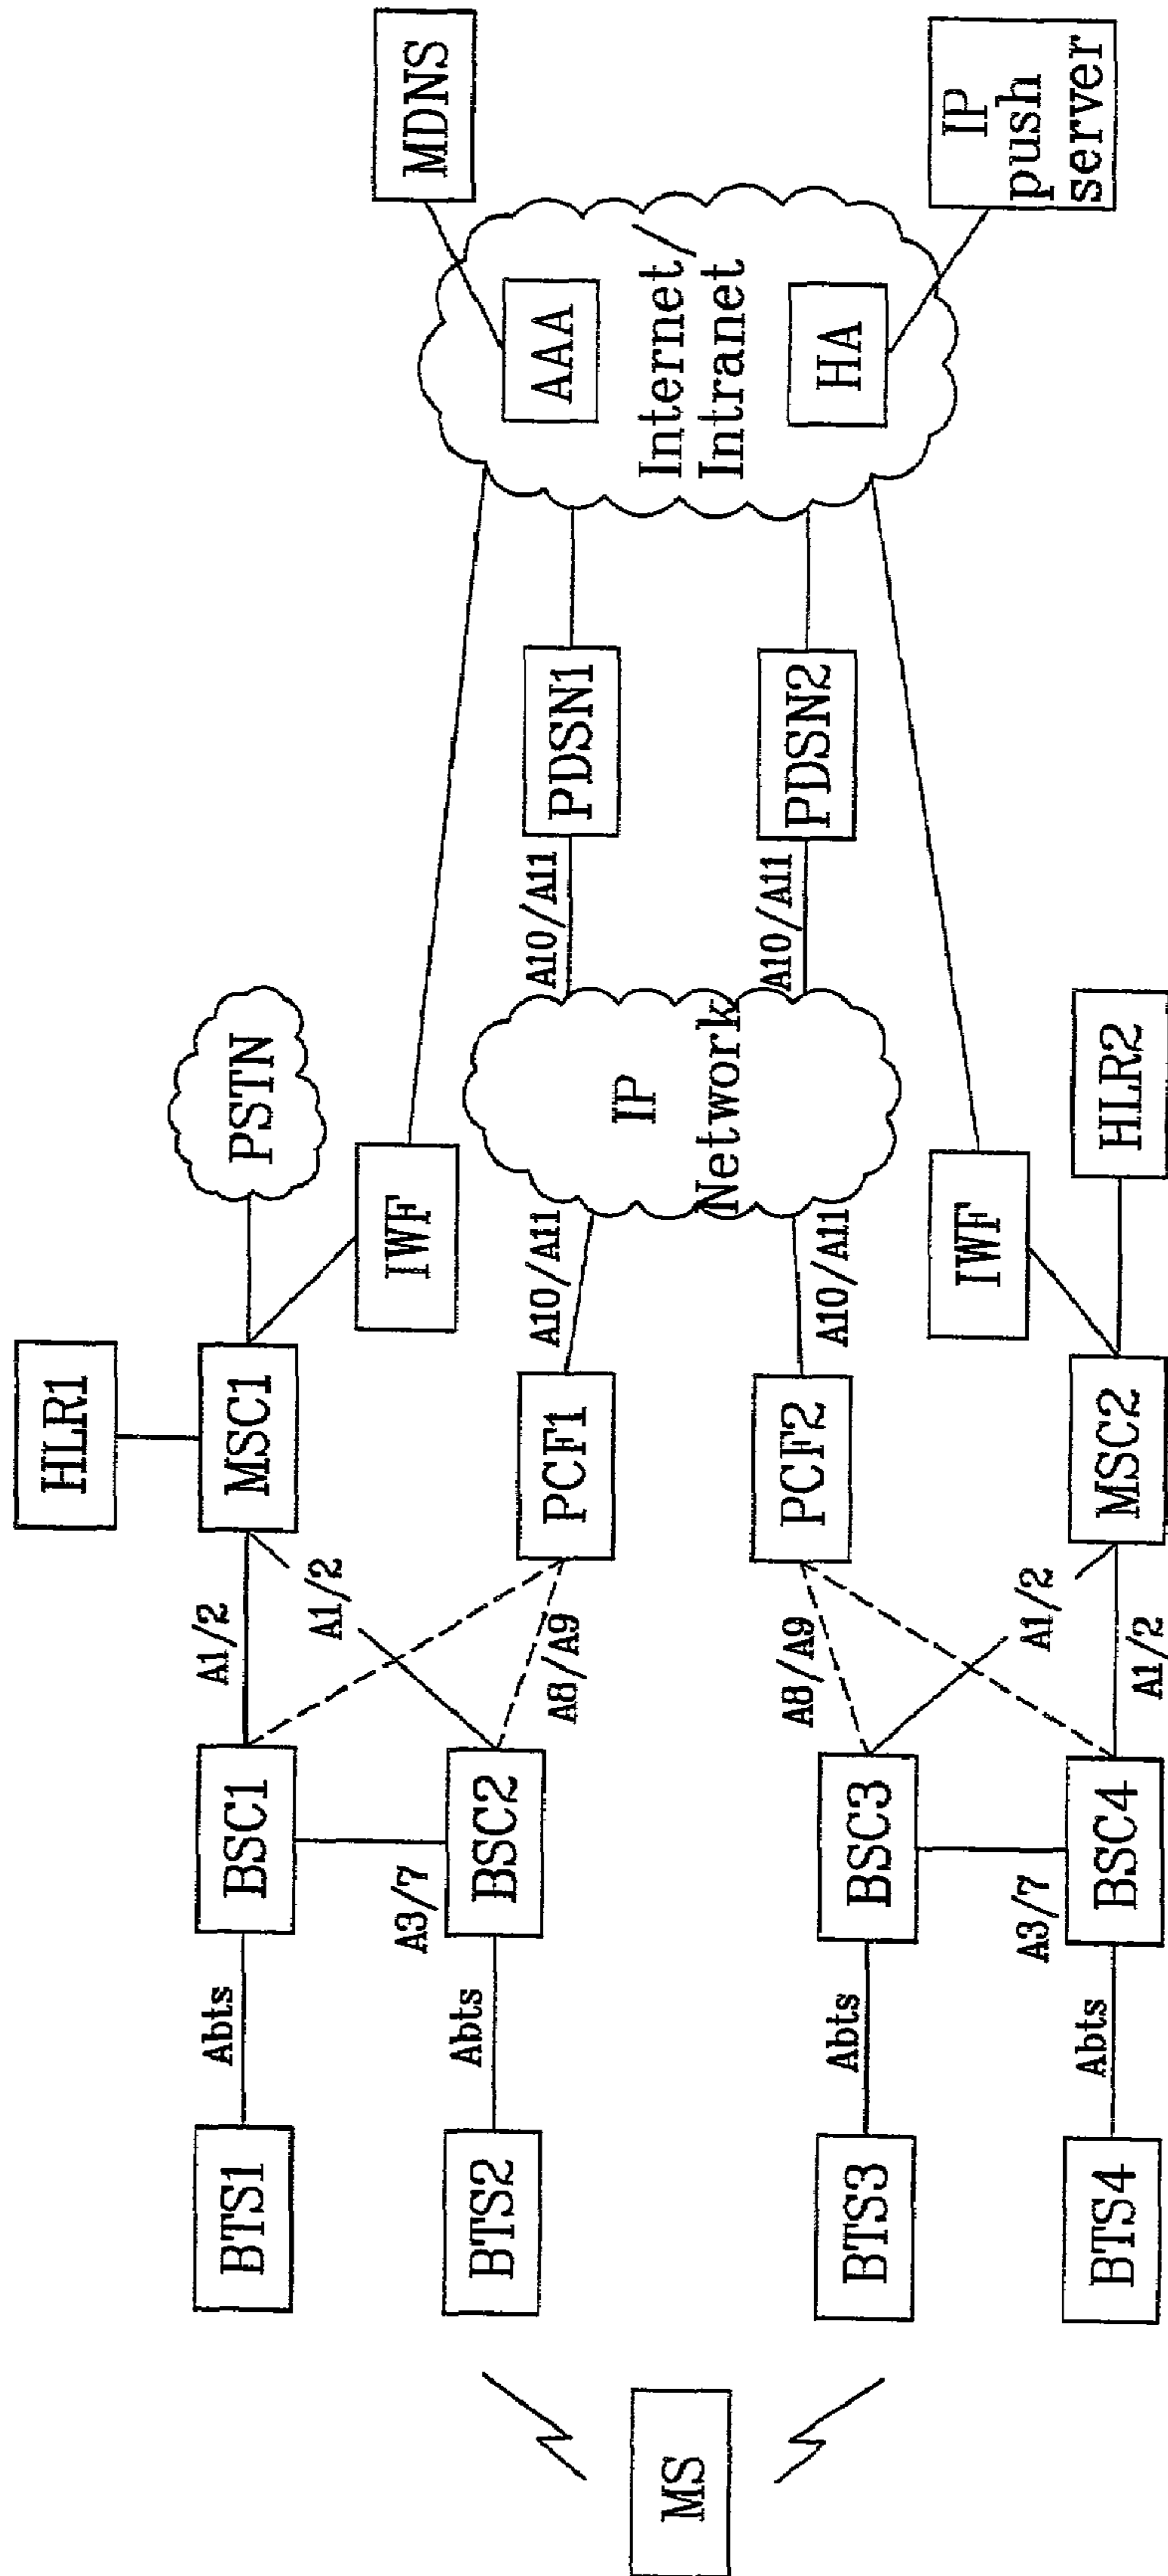 MS
BTS1
BTS2
BTS3
BTS4
Abts
Abts
Abts
Abts
BSC1
BSC2
BSC3
BSC4
A3/7
A3/7
A1/2
A1/2
A8/A9
A8/A9
A1/2
A1/2
HLR1
MSC1
PCF1
PCF2
MSC2
PSTN
IWF
A10/A11
A10/A11
IWF
HLR2
IP
Network
A10/A11
A10/A11
PDSN1
PDSN2
AAA
Internet/
Intranet
HA
MDNS
IP
push
server